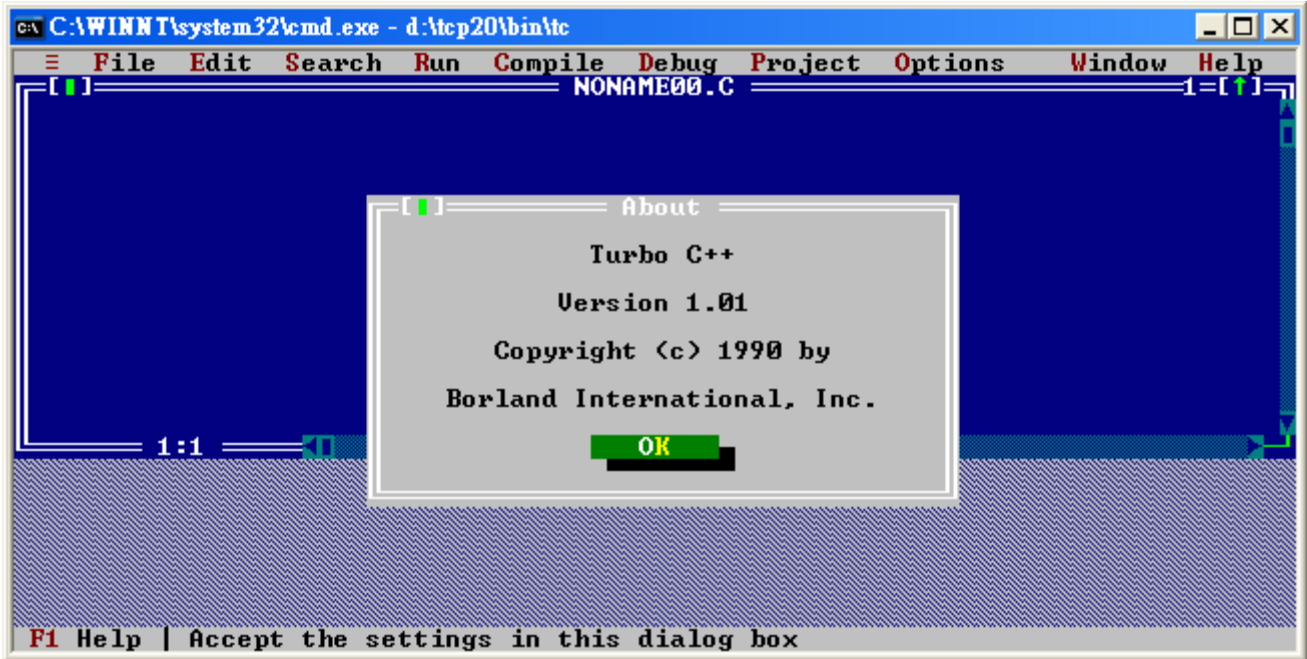 C:\WINNT\system32\cmd.exe - d:\tcp20\bin\tc
≡ File Edit Search Run Compile Debug Project Options Window Help
[■] NONAME00.C 1=[↑]
[■] About
Turbo C++
Version 1.01
Copyright (c) 1990 by
Borland International, Inc.
OK
1:1
F1 Help | Accept the settings in this dialog box